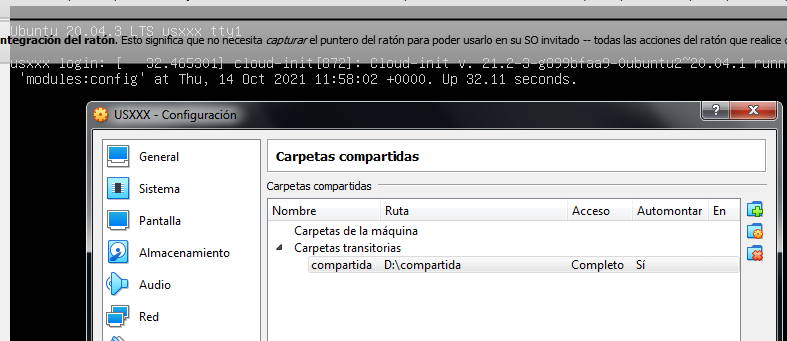 Ubuntu 20.04.3 LTS usxxx tty1
ntegración del ratón. Esto significa que no necesita capturar el puntero del ratón para poder usarlo en su SO invitado -- todas las acciones del ratón que realice
usxxx login: [ 32.465301] cloud-init[872]: Cloud-init v. 21.2-3-g899bfaa9-0ubuntu2~20.04.1 runn
'modules:config' at Thu, 14 Oct 2021 11:58:02 +0000. Up 32.11 seconds.
USXXX - Configuración
General
Sistema
Pantalla
Almacenamiento
Audio
Red
Carpetas compartidas
Carpetas compartidas
Nombre Ruta Acceso Automontar En
Carpetas de la máquina
Carpetas transitorias
compartida D:\compartida Completo Sí